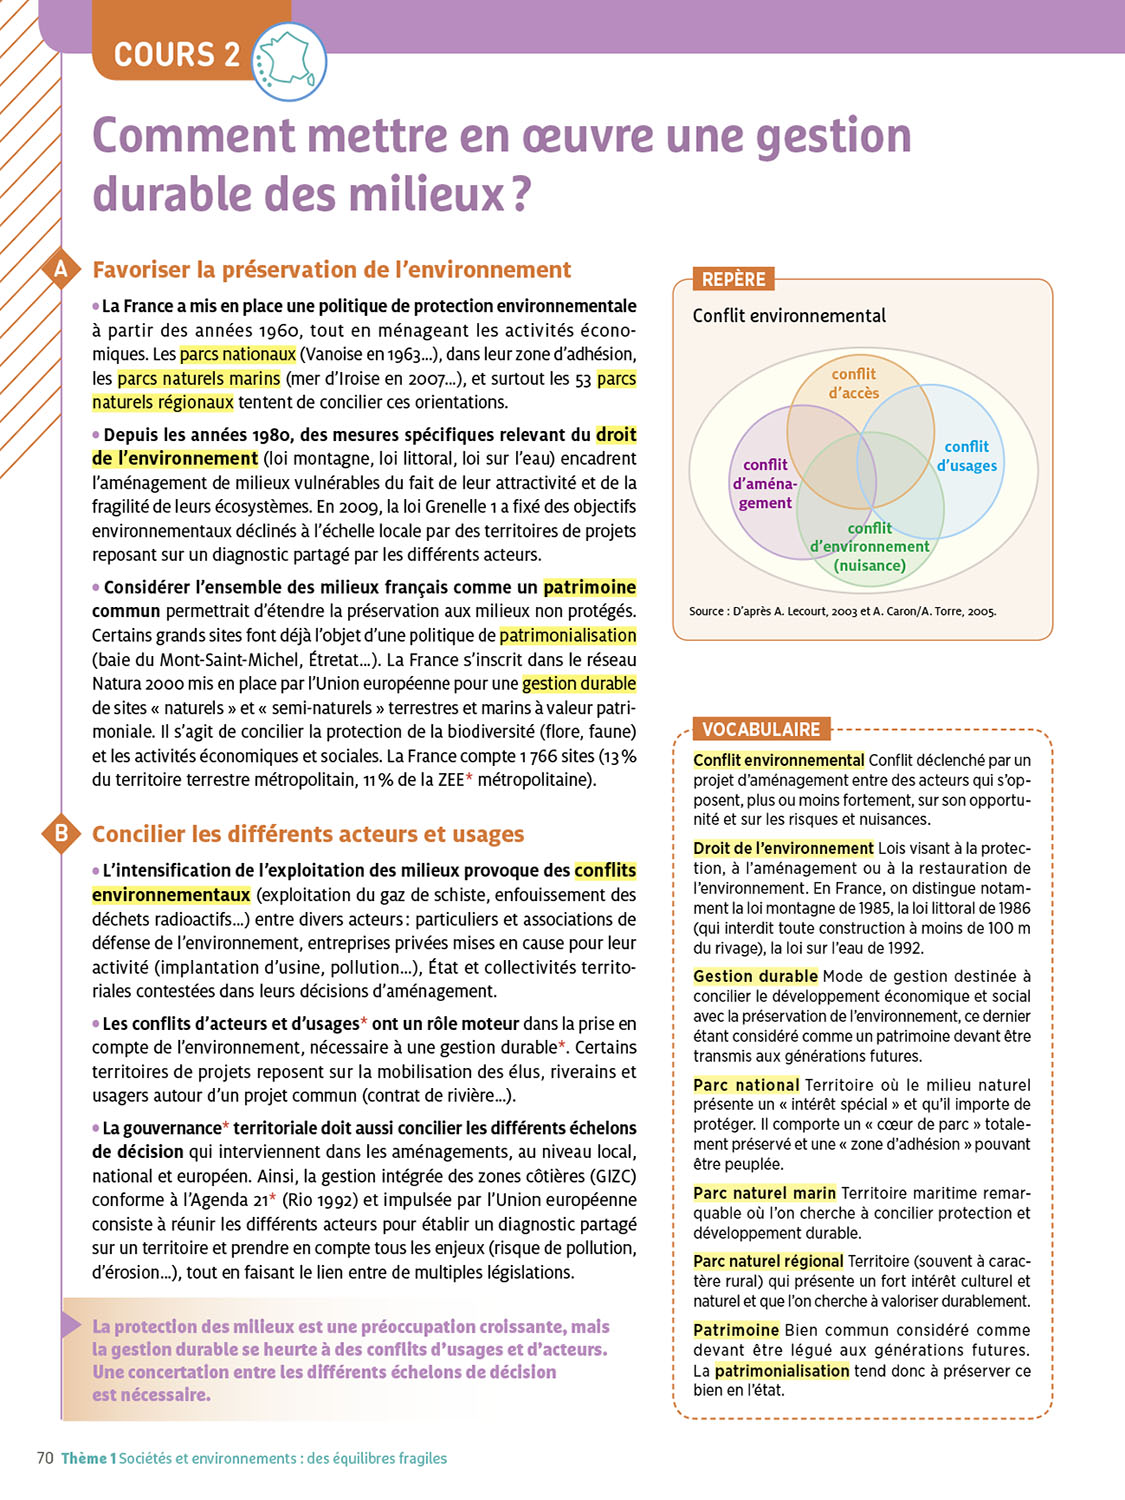 COURS 2
Comment mettre en œuvre une gestion
durable des milieux ?
A
Favoriser la préservation de l'environnement
• La France a mis en place une politique de protection environnementale
à partir des années 1960, tout en ménageant les activités écono-
miques. Les parcs nationaux (Vanoise en 1963...), dans leur zone d'adhésion,
les parcs naturels marins (mer d'Iroise en 2007...), et surtout les 53 parcs
naturels régionaux tentent de concilier ces orientations.
• Depuis les années 1980, des mesures spécifiques relevant du droit
de l'environnement (loi montagne, loi littoral, loi sur l'eau) encadrent
l'aménagement de milieux vulnérables du fait de leur attractivité et de la
fragilité de leurs écosystèmes. En 2009, la loi Grenelle 1 a fixé des objectifs
environnementaux déclinés à l'échelle locale par des territoires de projets
reposant sur un diagnostic partagé par les différents acteurs.
• Considérer l'ensemble des milieux français comme un patrimoine
commun permettrait d'étendre la préservation aux milieux non protégés.
Certains grands sites font déjà l'objet d'une politique de patrimonialisation
(baie du Mont-Saint-Michel, Étretat...). La France s'inscrit dans le réseau
Natura 2000 mis en place par l'Union européenne pour une gestion durable
de sites « naturels » et « semi-naturels » terrestres et marins à valeur patri-
moniale. Il s'agit de concilier la protection de la biodiversité (flore, faune)
et les activités économiques et sociales. La France compte 1 766 sites (13 %
du territoire terrestre métropolitain, 11 % de la ZEE* métropolitaine).
B
Concilier les différents acteurs et usages
• L'intensification de l'exploitation des milieux provoque des conflits
environnementaux (exploitation du gaz de schiste, enfouissement des
déchets radioactifs...) entre divers acteurs : particuliers et associations de
défense de l'environnement, entreprises privées mises en cause pour leur
activité (implantation d'usine, pollution...), État et collectivités territo-
riales contestées dans leurs décisions d'aménagement.
• Les conflits d'acteurs et d'usages* ont un rôle moteur dans la prise en
compte de l'environnement, nécessaire à une gestion durable*. Certains
territoires de projets reposent sur la mobilisation des élus, riverains et
usagers autour d'un projet commun (contrat de rivière...).
• La gouvernance* territoriale doit aussi concilier les différents échelons
de décision qui interviennent dans les aménagements, au niveau local,
national et européen. Ainsi, la gestion intégrée des zones côtières (GIZC)
conforme à l'Agenda 21* (Rio 1992) et impulsée par l'Union européenne
consiste à réunir les différents acteurs pour établir un diagnostic partagé
sur un territoire et prendre en compte tous les enjeux (risque de pollution,
d'érosion...), tout en faisant le lien entre de multiples législations.
La protection des milieux est une préoccupation croissante, mais
la gestion durable se heurte à des conflits d'usages et d'acteurs.
Une concertation entre les différents échelons de décision
est nécessaire.
REPÈRE
Conflit environnemental
conflit
d'accès
conflit
d'usages
conflit
d'aména-
gement
conflit
d'environnement
(nuisance)
Source : D'après A. Lecourt, 2003 et A. Caron/A. Torre, 2005.
VOCABULAIRE
Conflit environnemental Conflit déclenché par un
projet d'aménagement entre des acteurs qui s'op-
posent, plus ou moins fortement, sur son opportu-
nité et sur les risques et nuisances.
Droit de l'environnement Lois visant à la protec-
tion, à l'aménagement ou à la restauration de
l'environnement. En France, on distingue notam-
ment la loi montagne de 1985, la loi littoral de 1986
(qui interdit toute construction à moins de 100 m
du rivage), la loi sur l'eau de 1992.
Gestion durable Mode de gestion destinée à
concilier le développement économique et social
avec la préservation de l'environnement, ce dernier
étant considéré comme un patrimoine devant être
transmis aux générations futures.
Parc national Territoire où le milieu naturel
présente un « intérêt spécial » et qu'il importe de
protéger. Il comporte un « cœur de parc » totale-
ment préservé et une « zone d'adhésion » pouvant
être peuplée.
Parc naturel marin Territoire maritime remar-
quable où l'on cherche à concilier protection et
développement durable.
Parc naturel régional Territoire (souvent à carac-
tère rural) qui présente un fort intérêt culturel et
naturel et que l'on cherche à valoriser durablement.
Patrimoine Bien commun considéré comme
devant être légué aux générations futures.
La patrimonialisation tend donc à préserver ce
bien en l'état.
70 Thème 1 Sociétés et environnements : des équilibres fragiles